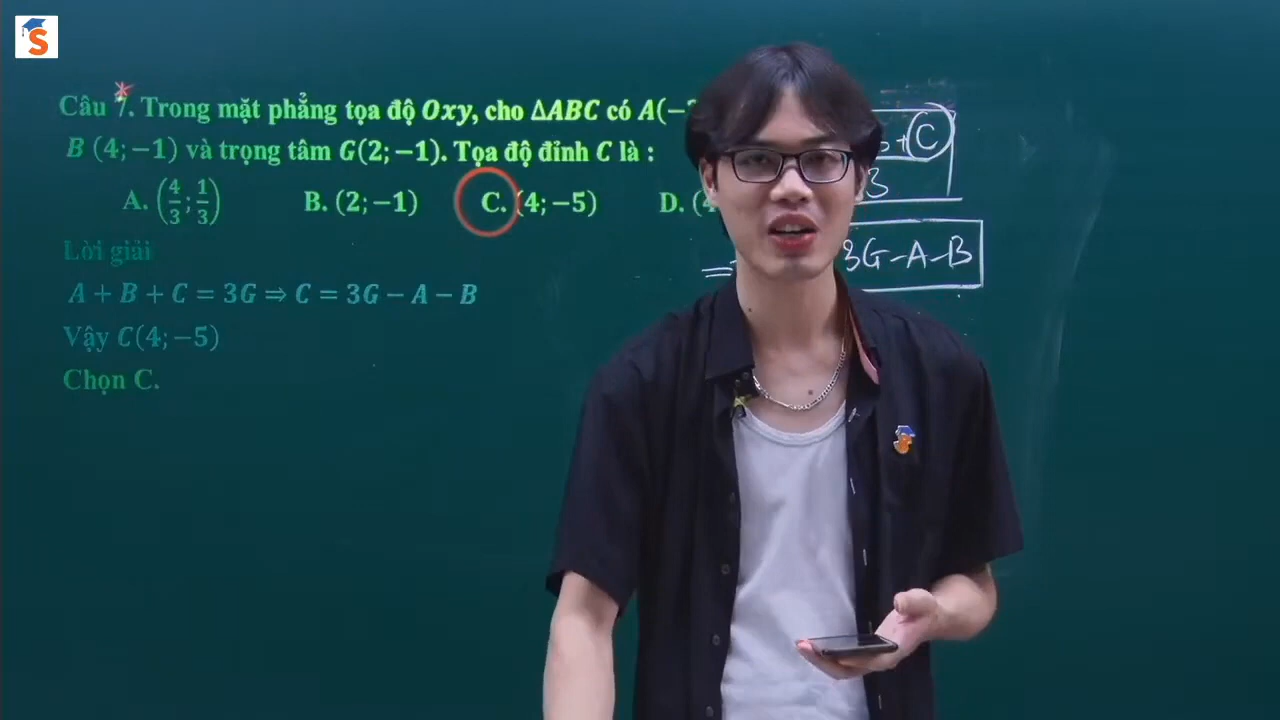 S
Câu 7. Trong mặt phẳng tọa độ Oxy, cho ΔABC có A(−
B (4; −1) và trọng tâm G(2; −1). Tọa độ đỉnh C là :
A. (4/3; 1/3) B. (2; −1) C. (4; −5) D. (4
Lời giải
A + B + C = 3G ⇒ C = 3G − A − B
Vậy C(4; −5)
Chọn C.
+C
3
= 3G-A-B